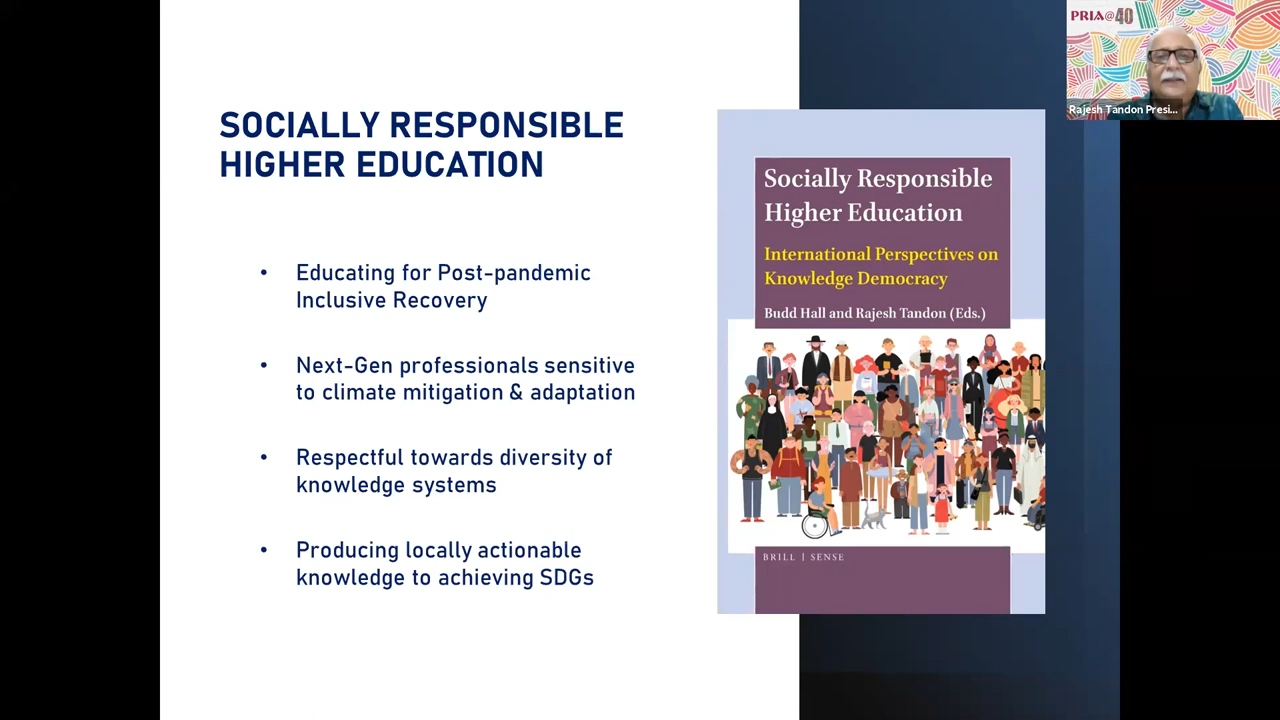 PRIA@40
Rajesh Tandon Presi...
SOCIALLY RESPONSIBLE
HIGHER EDUCATION
• Educating for Post-pandemic
Inclusive Recovery
• Next-Gen professionals sensitive
to climate mitigation & adaptation
• Respectful towards diversity of
knowledge systems
• Producing locally actionable
knowledge to achieving SDGs
Socially Responsible
Higher Education
International Perspectives on
Knowledge Democracy
Budd Hall and Rajesh Tandon (Eds.)
BRILL | SENSE